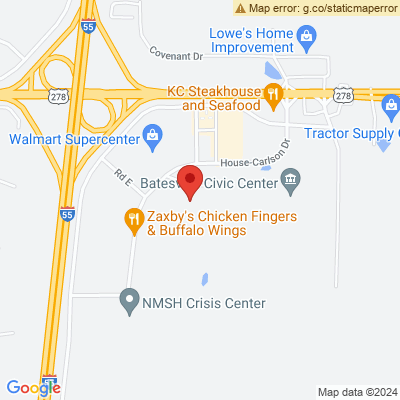 Map error: g.co/staticmaperror
55
Lowe's Home
Improvement
Covenant Dr
278
KC Steakhouse
and Seafood
278
Walmart Supercenter
Tractor Supply C
House-Carlson Dr
Rd E
Civic Center
55
Zaxby's Chicken Fingers
& Buffalo Wings
NMSH Crisis Center
Google
Map data ©2024